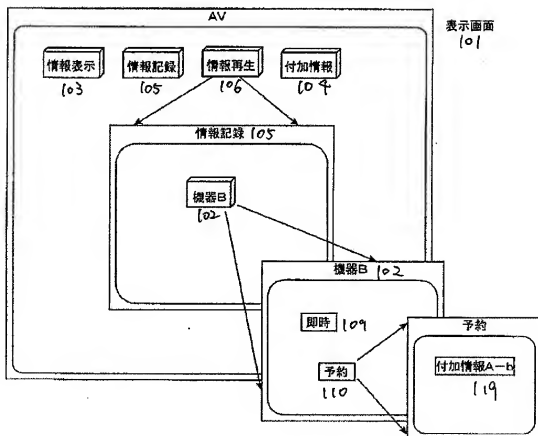 AV
表示画面
101
情報表示
103
情報記録
105
情報再生
106
付加情報
104
情報記録 105
機器B
102
機器B 102
即時 109
予約
110
予約
付加情報A-b
119